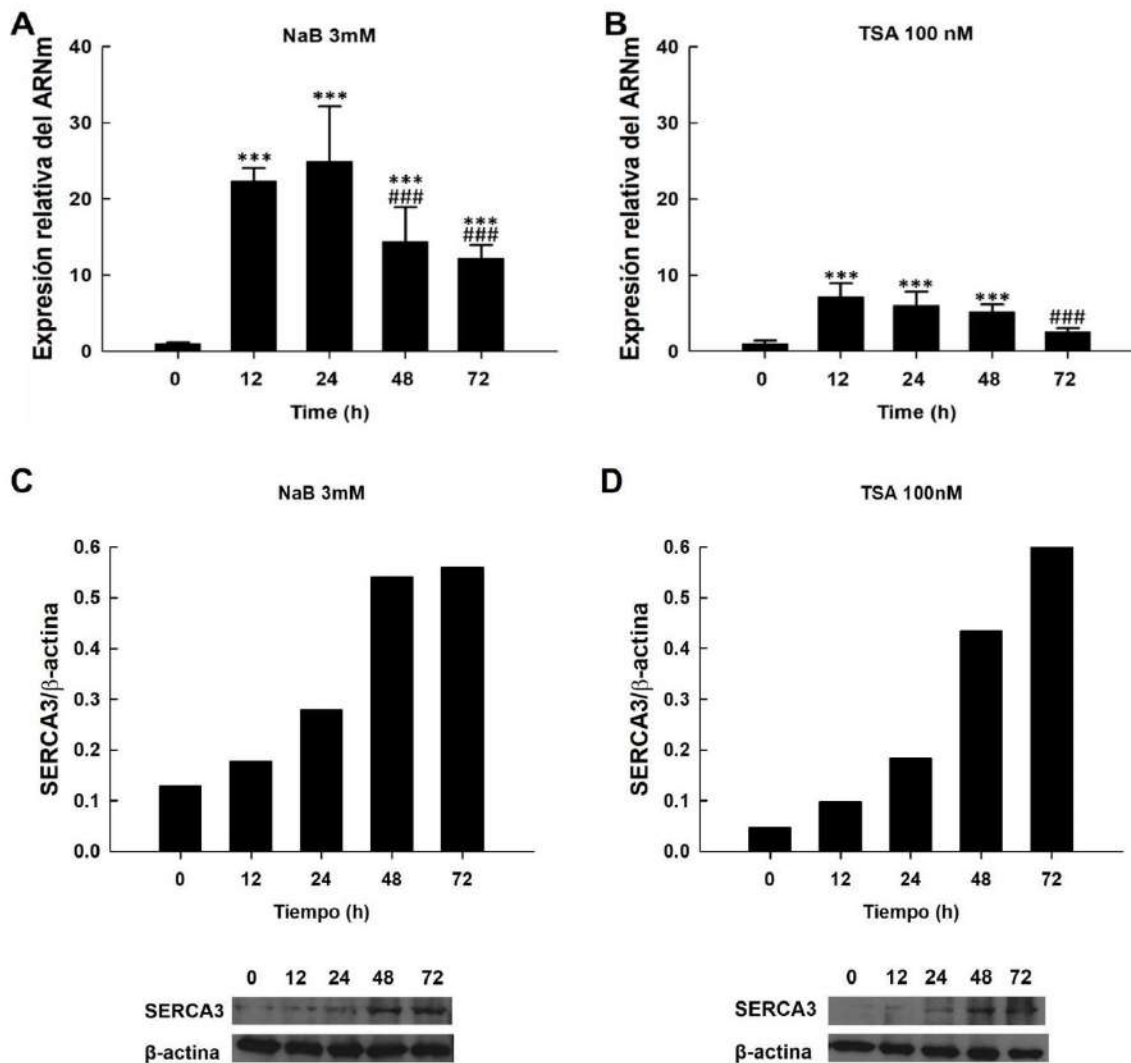 A
NaB 3mM
Expresión relativa del ARNm
40
30
20
10
0
***
***
***
###
***
###
0 12 24 48 72
Time (h)
B
TSA 100 nM
Expresión relativa del ARNm
40
30
20
10
0
***
***
***
###
0 12 24 48 72
Time (h)
C
NaB 3mM
SERCA3/β-actina
0.6
0.5
0.4
0.3
0.2
0.1
0.0
0 12 24 48 72
Tiempo (h)
0 12 24 48 72
SERCA3
β-actina
D
TSA 100nM
SERCA3/β-actina
0.6
0.5
0.4
0.3
0.2
0.1
0.0
0 12 24 48 72
Tiempo (h)
0 12 24 48 72
SERCA3
β-actina